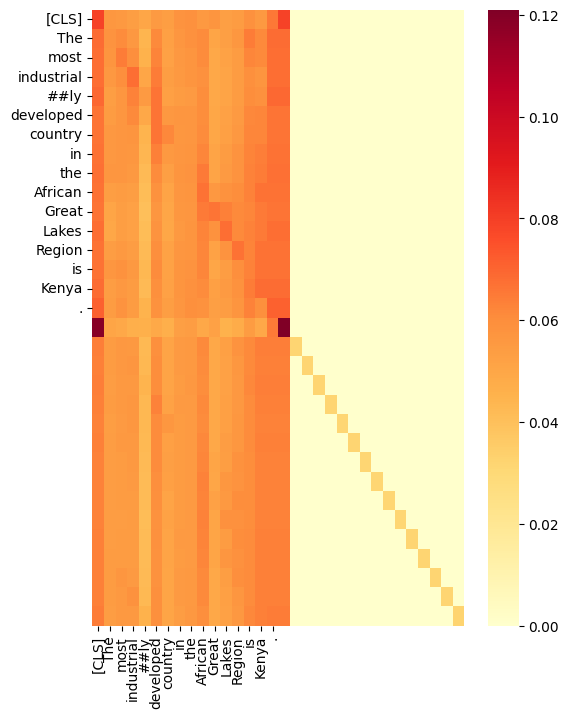 [CLS]
The
most
industrial
##ly
developed
country
in
the
African
Great
Lakes
Region
is
Kenya
.
0.12
0.10
0.08
0.06
0.04
0.02
0.00
[CLS]
The
most
industrial
##ly
developed
country
in
the
African
Great
Lakes
Region
is
Kenya
.